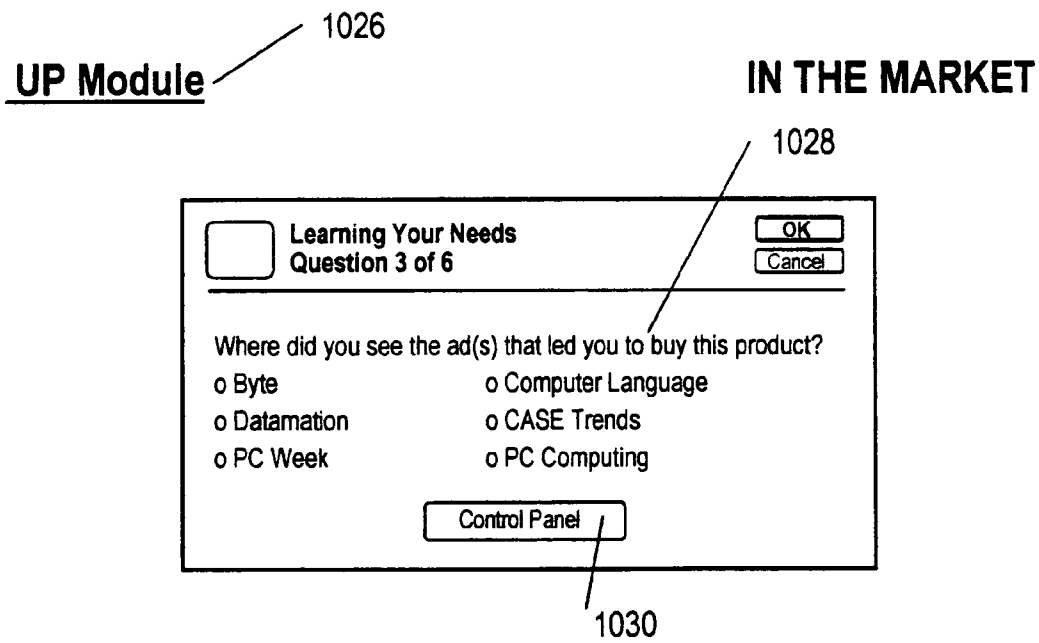 1026
UP Module
IN THE MARKET
1028
Learning Your Needs
Question 3 of 6
OK
Cancel
Where did you see the ad(s) that led you to buy this product?
o Byte
o Computer Language
o Datamation
o CASE Trends
o PC Week
o PC Computing
Control Panel
1030